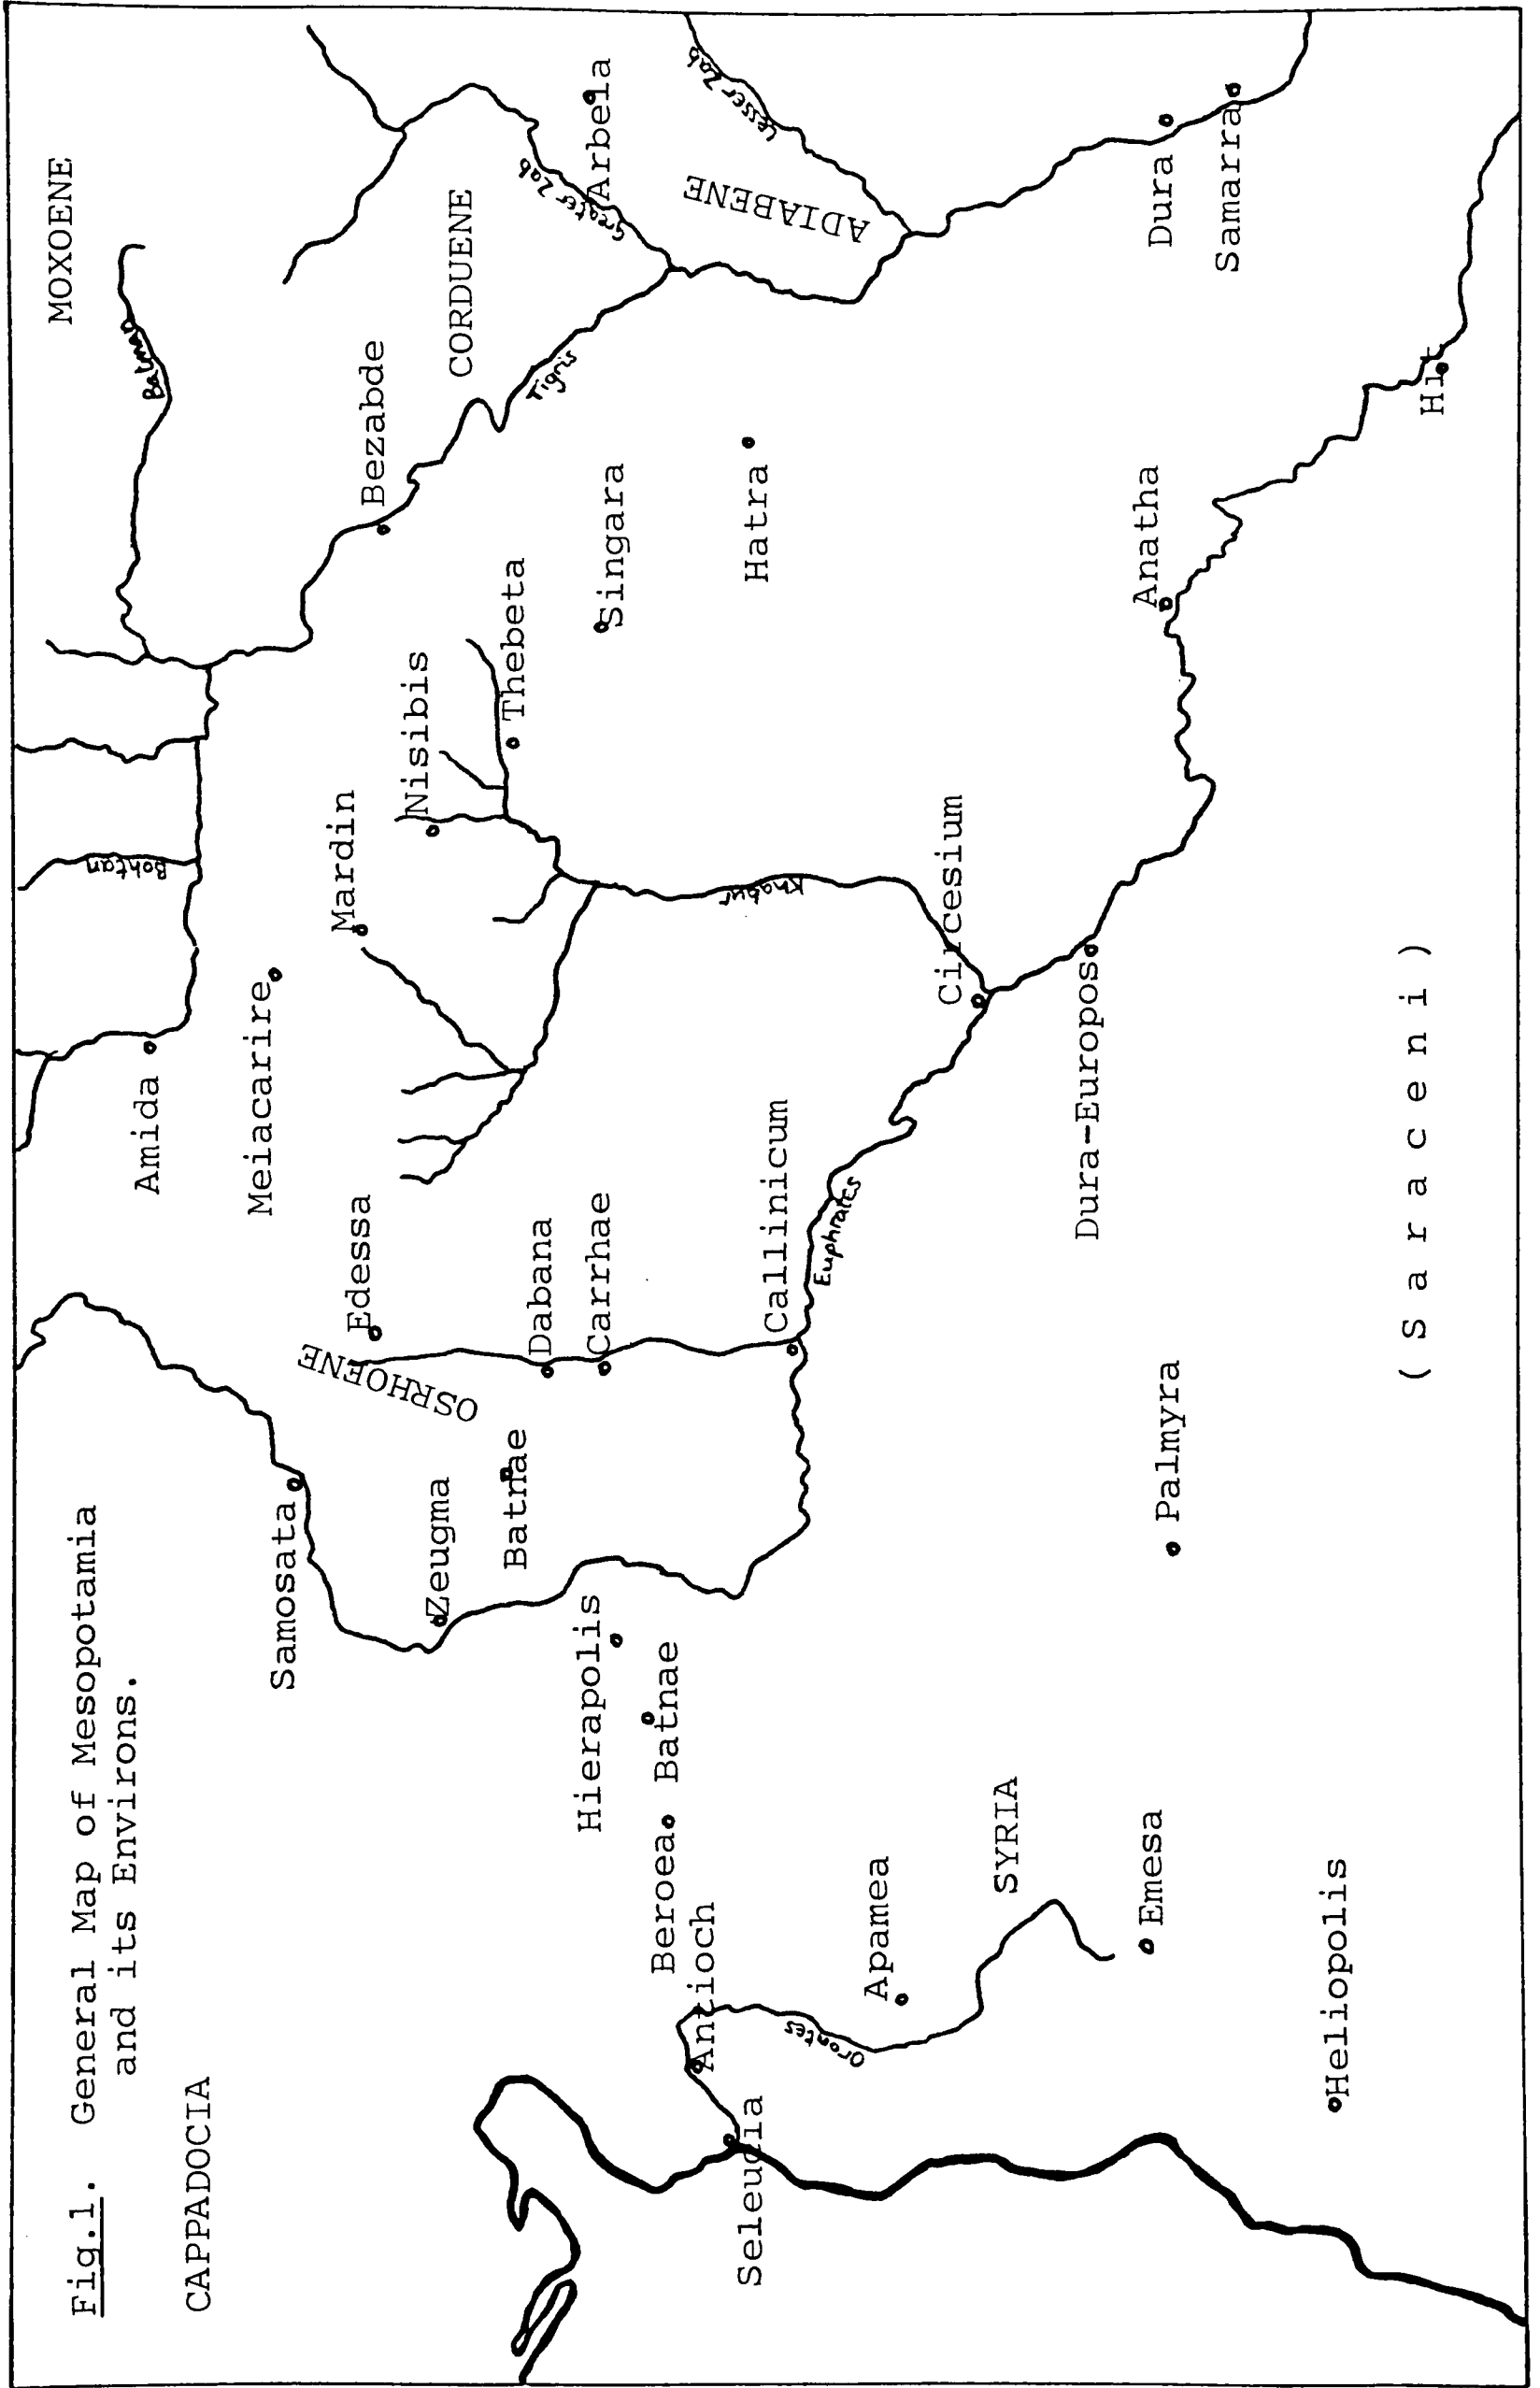 Fig.1. General Map of Mesopotamia
and its Environs.
CAPPADOCIA
MOXOENE
Batman
Bohtan
Amida
Meiacarire
Samosata
Edessa
OSRHOENE
Mardin
Bezabde
Nisibis
CORDUENE
Tigris
Zeugma
Batnae
Dabana
Thebeta
Greater Zab
Arbela
Hierapolis
Carrhae
Singara
Beroea
Batnae
Lesser Zab
Antioch
ADIABENE
Seleucia
Callinicum
Khabur
Hatra
Orontes
Euphrates
Apamea
Circesium
SYRIA
Dura-Europos
Emesa
Palmyra
Anatha
Dura
Samarra
Heliopolis
(Saraceni)
Hit